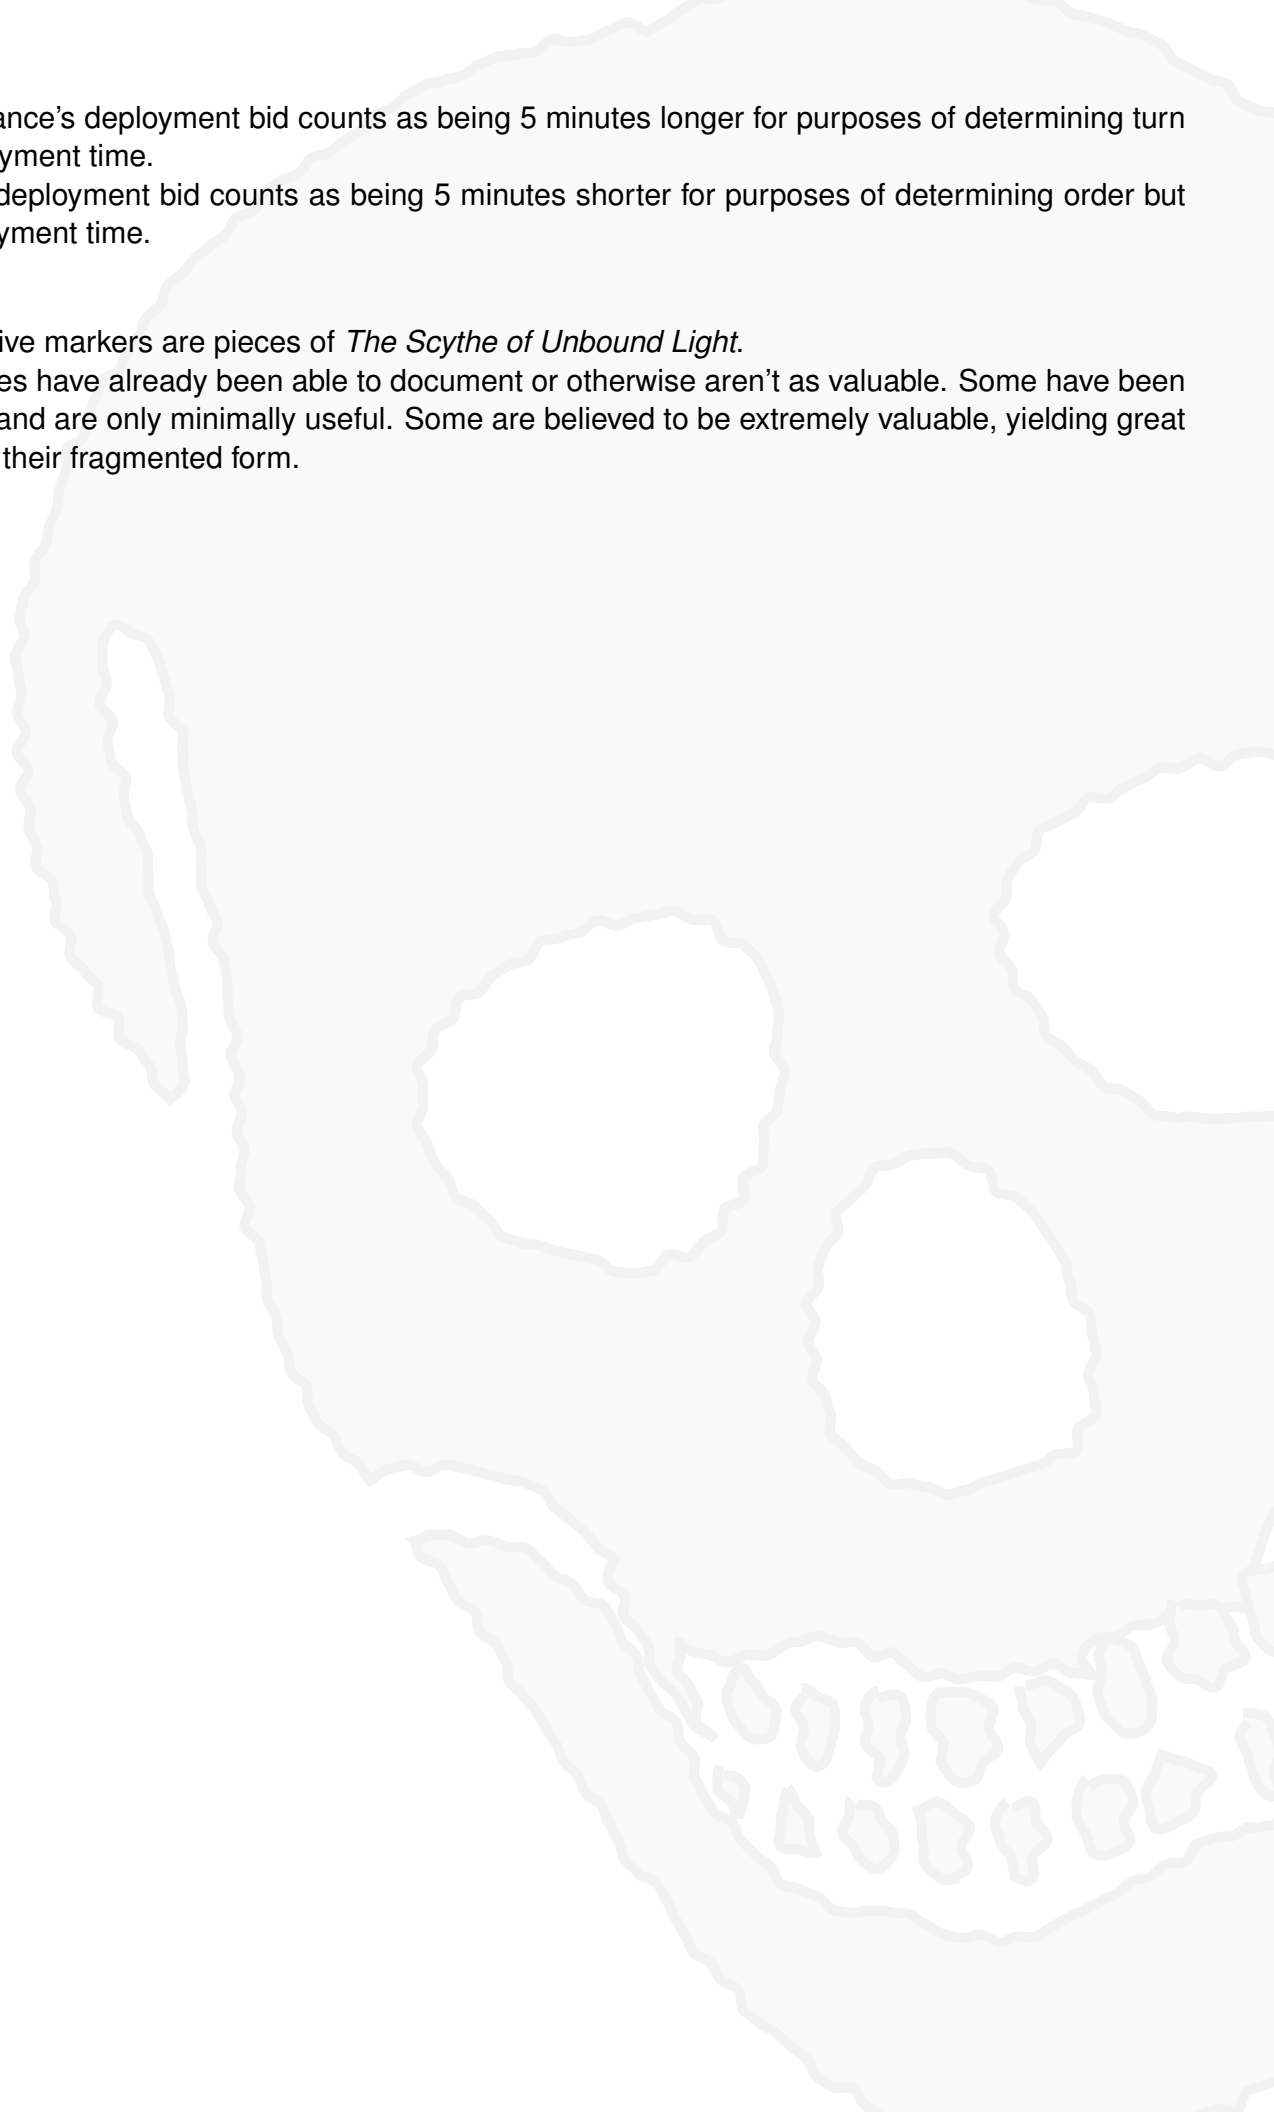 ance's deployment bid counts as being 5 minutes longer for purposes of determining turn
yment time.
deployment bid counts as being 5 minutes shorter for purposes of determining order but
yment time.
ive markers are pieces of The Scythe of Unbound Light.
es have already been able to document or otherwise aren't as valuable. Some have been
and are only minimally useful. Some are believed to be extremely valuable, yielding great
their fragmented form.